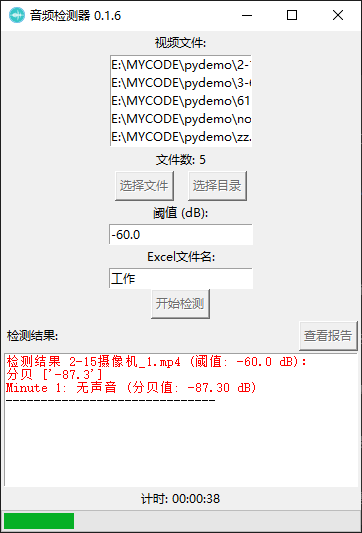 音频检测器 0.1.6
视频文件:
E:\MYCODE\pydemo\2-
E:\MYCODE\pydemo\3-
E:\MYCODE\pydemo\61
E:\MYCODE\pydemo\no
E:\MYCODE\pydemo\zz.
文件数: 5
选择文件 选择目录
阈值 (dB):
-60.0
Excel文件名:
工作
开始检测
检测结果: 查看报告
检测结果 2-15摄像机_1.mp4 (阈值: -60.0 dB):
分贝 ['-87.3']
Minute 1: 无声音 (分贝值: -87.30 dB)
------------------------------
计时: 00:00:38